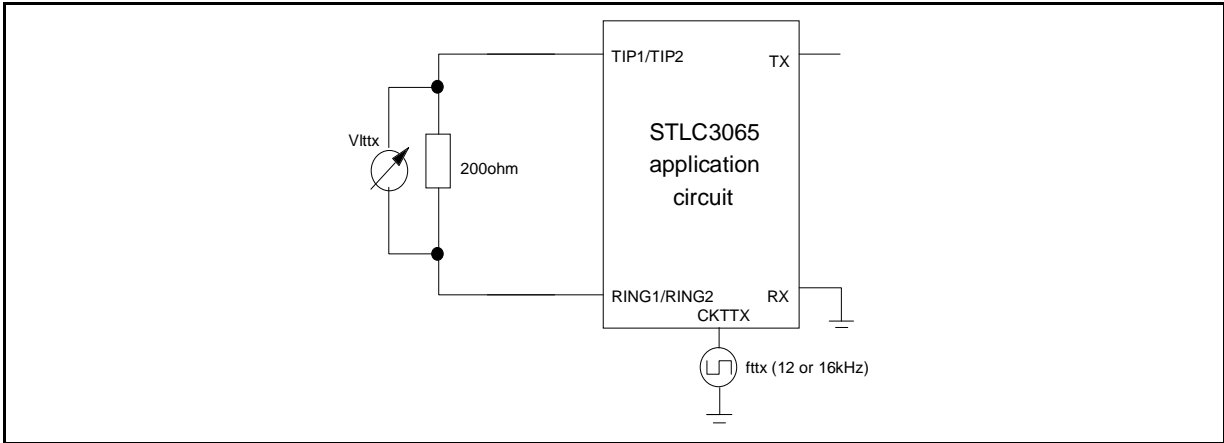 TIP1/TIP2
TX
Vlttx
200ohm
STLC3065
application
circuit
RING1/RING2
RX
CKTTX
fttx (12 or 16kHz)